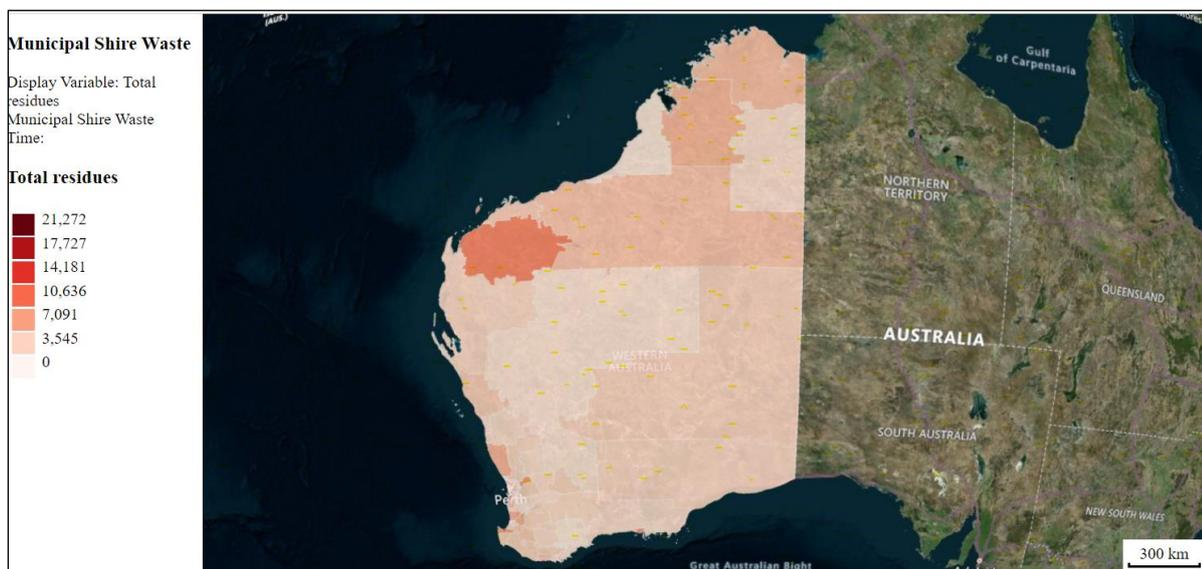 Municipal Shire Waste
Display Variable: Total
residues
Municipal Shire Waste
Time:
Total residues
21,272
17,727
14,181
10,636
7,091
3,545
0
(AUS.)
Gulf
of Carpentaria
NORTHERN
TERRITORY
QUEENSLAND
AUSTRALIA
WESTERN
AUSTRALIA
SOUTH AUSTRALIA
Perth
NEW SOUTH WALES
Great Australian Bight
300 km